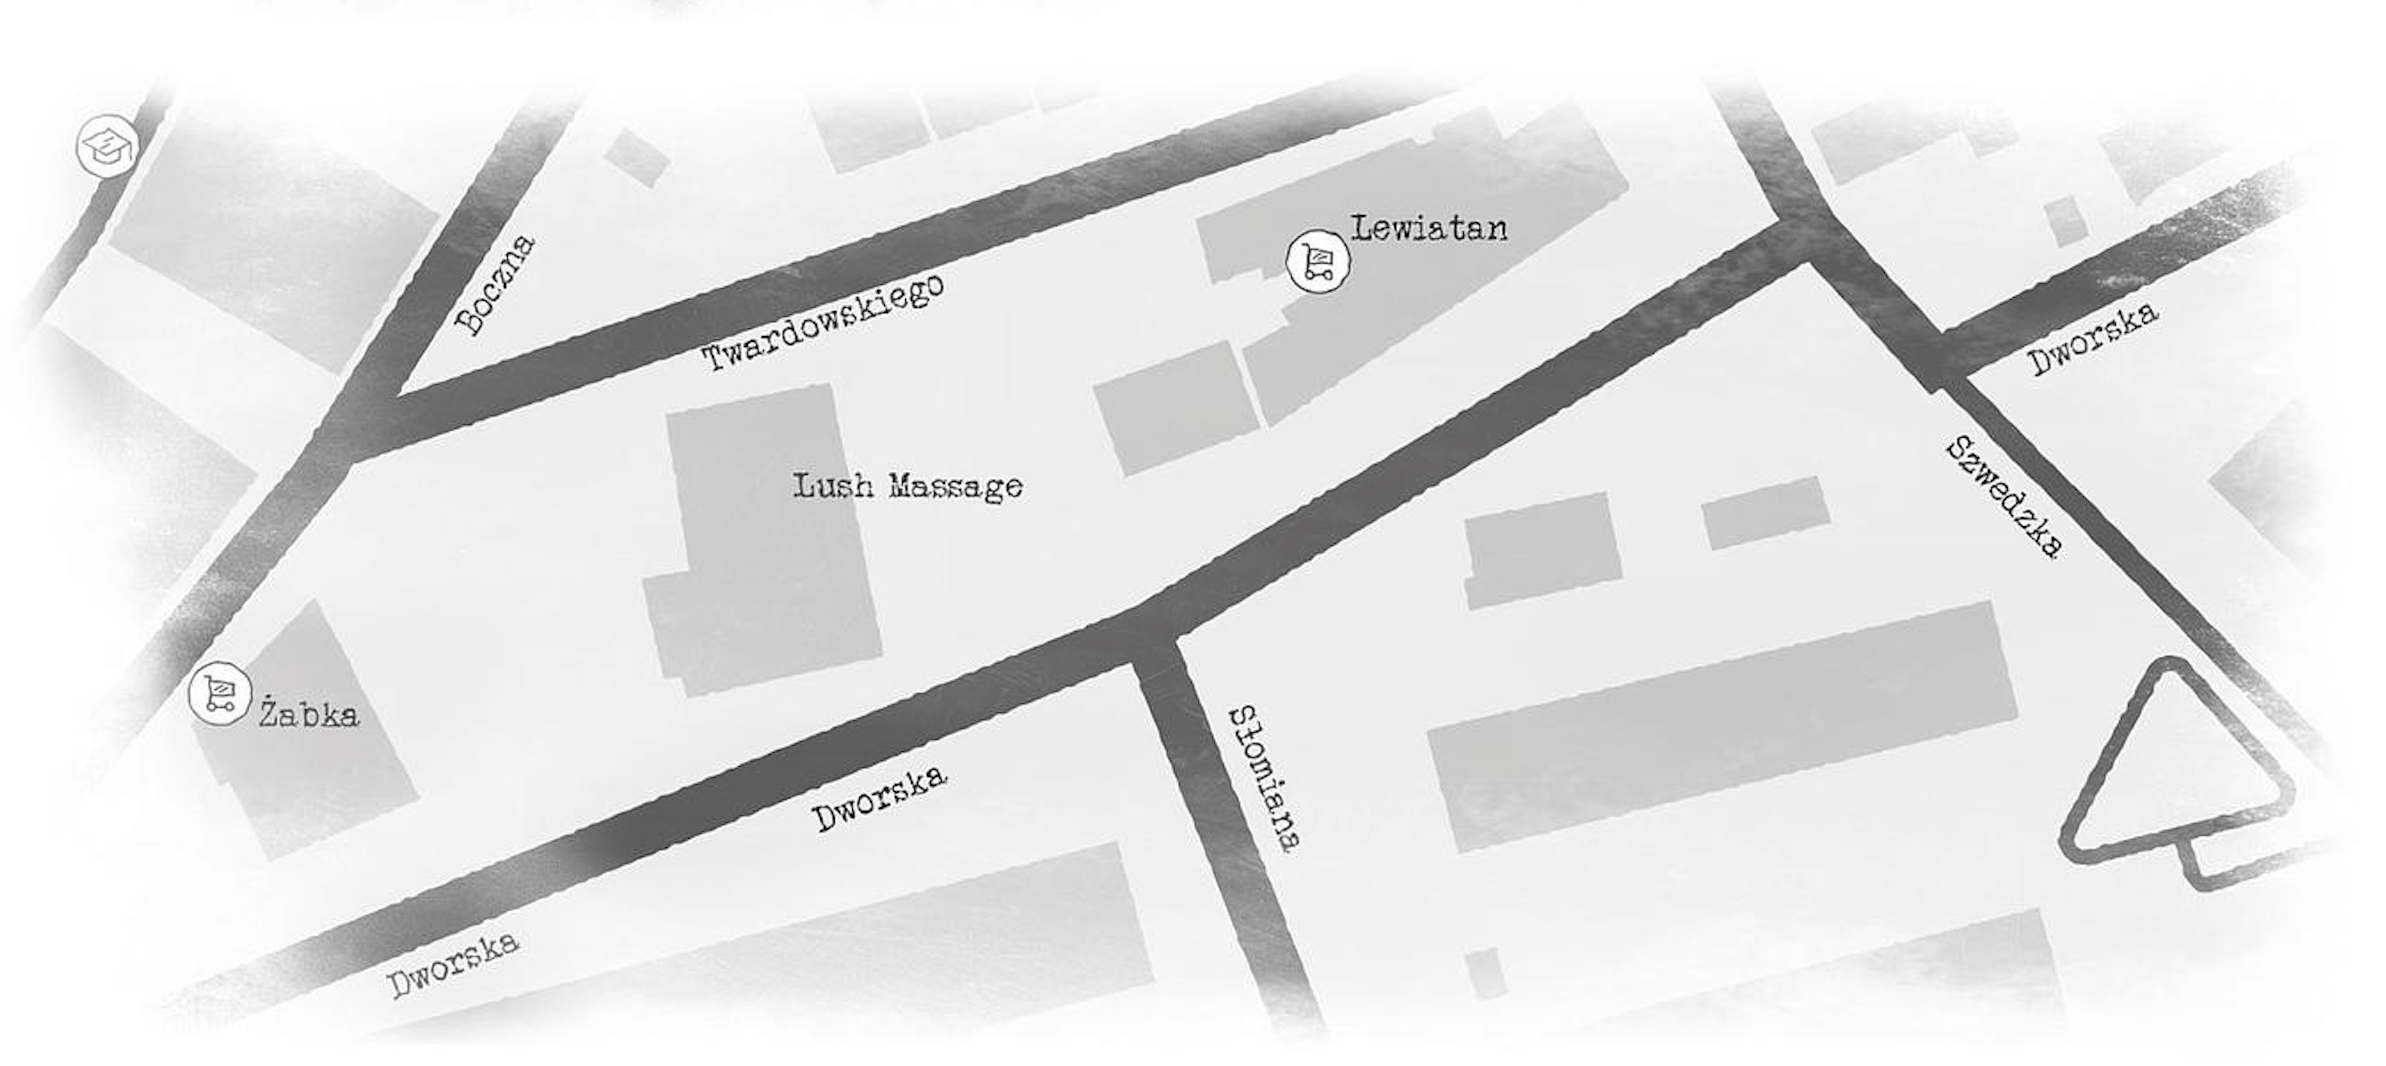 Lewiatan
Boczna
Twardowskiego
Dworska
Lush Massage
Szwedzka
Żabka
Słomiana
Dworska
Dworska